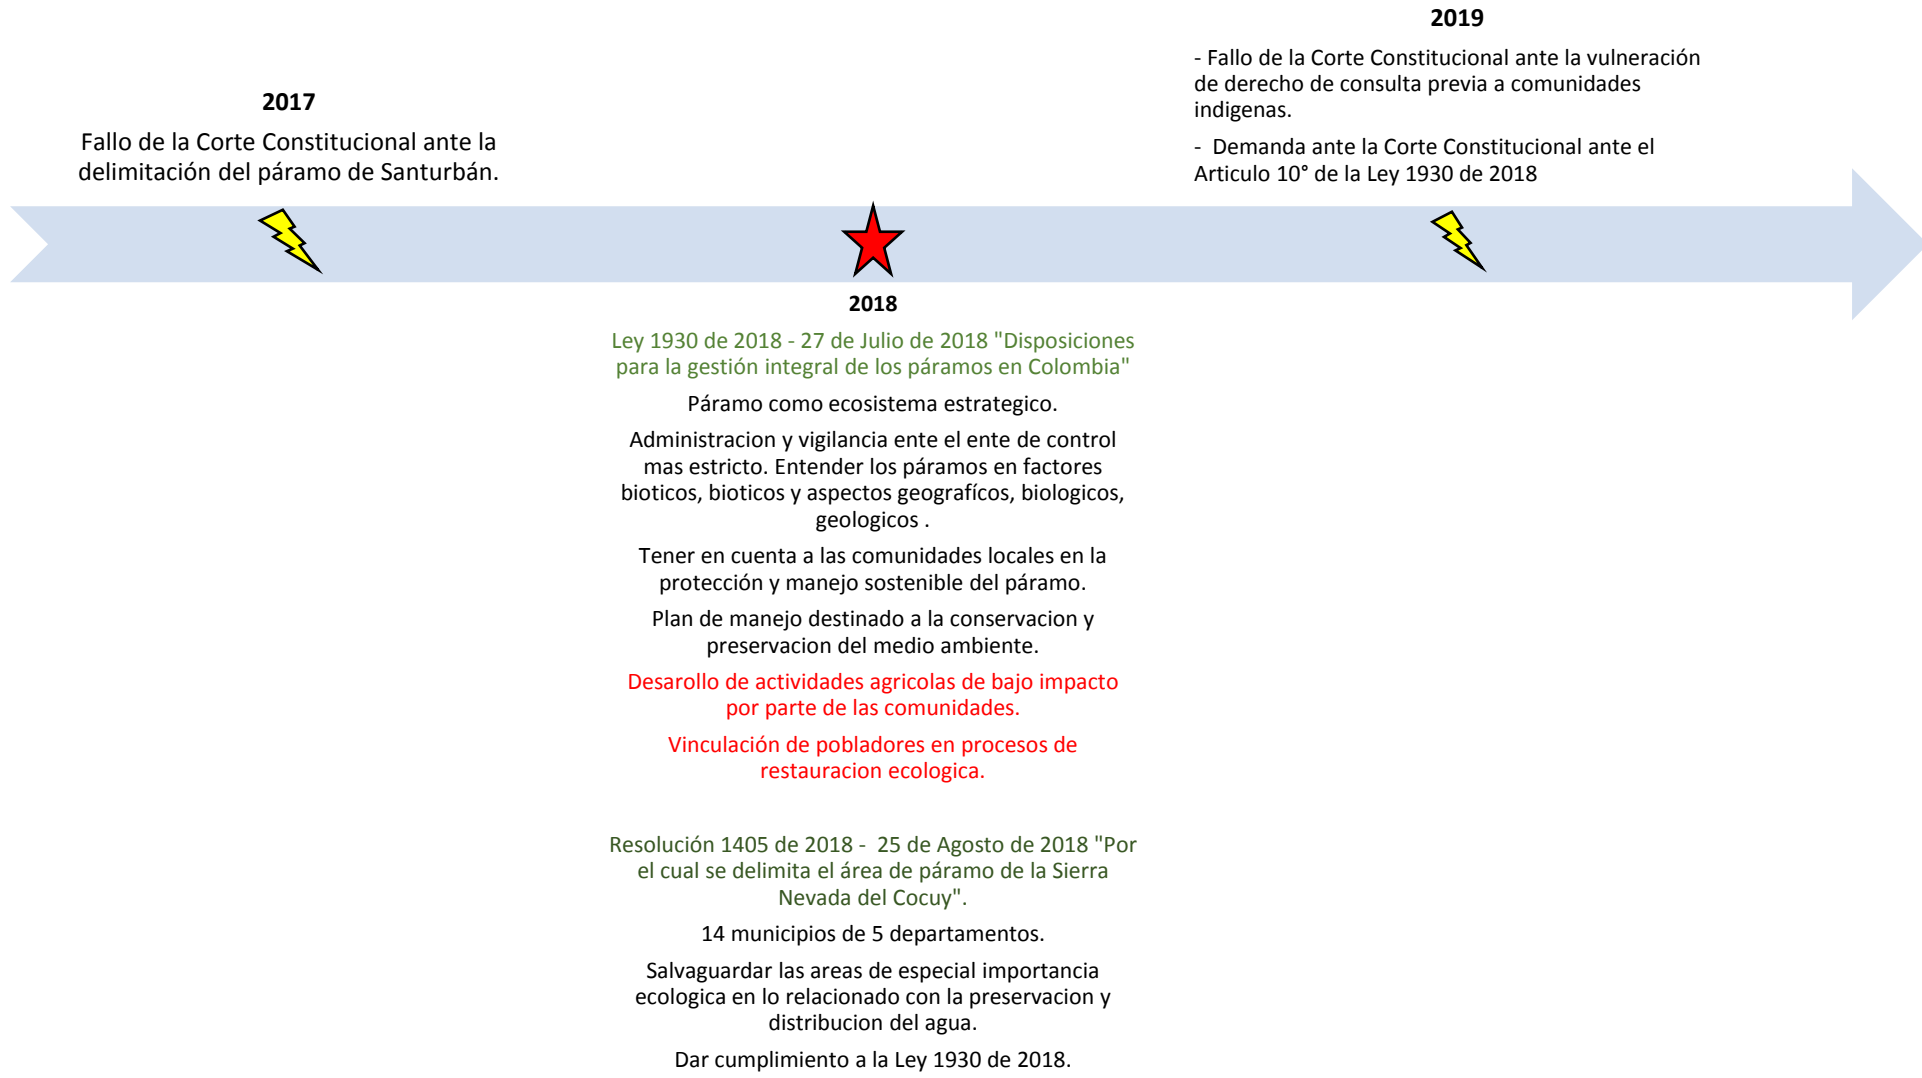 2017
Fallo de la Corte Constitucional ante la
delimitación del páramo de Santurbán.
2018
Ley 1930 de 2018 - 27 de Julio de 2018 "Disposiciones
para la gestión integral de los páramos en Colombia"
Páramo como ecosistema estrategico.
Administracion y vigilancia ente el ente de control
mas estricto. Entender los páramos en factores
bioticos, bioticos y aspectos geografícos, biologicos,
geologicos .
Tener en cuenta a las comunidades locales en la
protección y manejo sostenible del páramo.
Plan de manejo destinado a la conservacion y
preservacion del medio ambiente.
Desarollo de actividades agricolas de bajo impacto
por parte de las comunidades.
Vinculación de pobladores en procesos de
restauracion ecologica.
Resolución 1405 de 2018 -  25 de Agosto de 2018 "Por
el cual se delimita el área de páramo de la Sierra
Nevada del Cocuy".
14 municipios de 5 departamentos.
Salvaguardar las areas de especial importancia
ecologica en lo relacionado con la preservacion y
distribucion del agua.
Dar cumplimiento a la Ley 1930 de 2018.
2019
- Fallo de la Corte Constitucional ante la vulneración
de derecho de consulta previa a comunidades
indigenas.
-  Demanda ante la Corte Constitucional ante el
Articulo 10° de la Ley 1930 de 2018